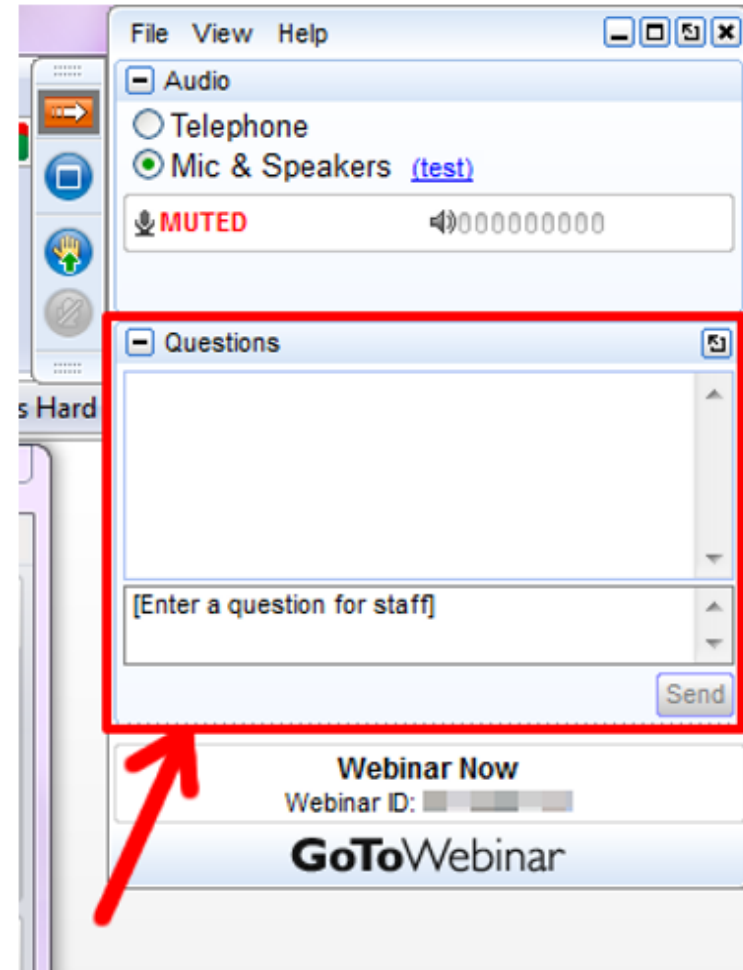 File View Help
Audio
Telephone
Mic & Speakers (test)
MUTED
Questions
s Hard
[Enter a question for staff]
Send
Webinar Now
Webinar ID:
GoToWebinar